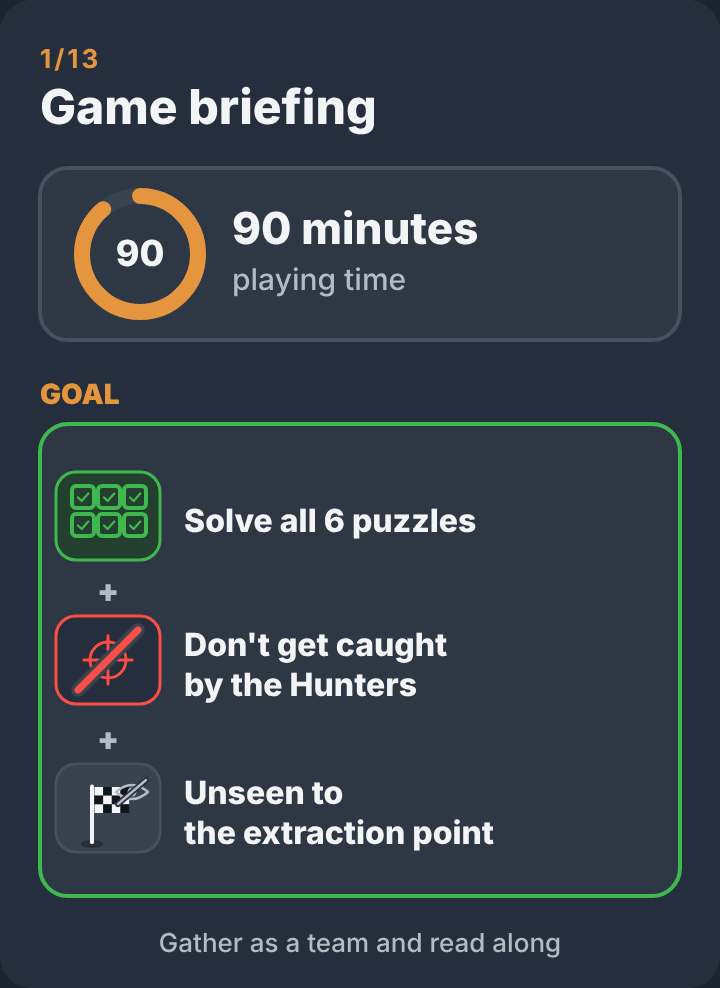 1/13
Game briefing
90
90 minutes
playing time
GOAL
Solve all 6 puzzles
+
Don't get caught
by the Hunters
+
Unseen to
the extraction point
Gather as a team and read along